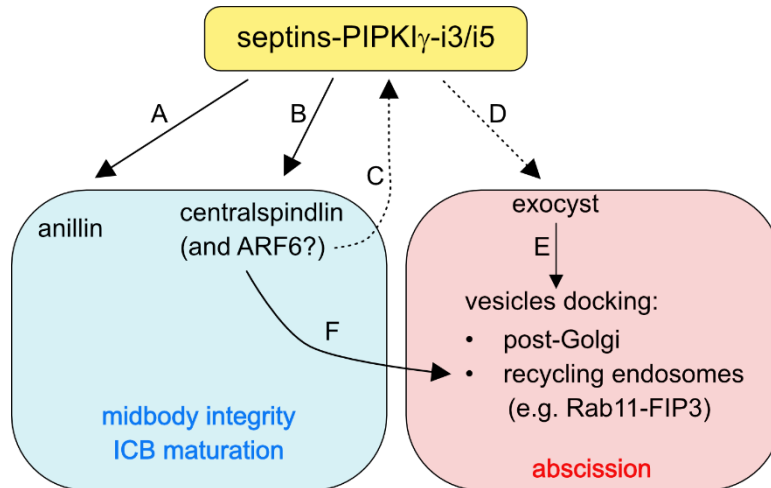 septins-PIPKIγ-i3/i5
A
B
C
D
anillin
centralspindlin
(and ARF6?)
exocyst
E
vesicles docking:
• post-Golgi
• recycling endosomes
(e.g. Rab11-FIP3)
F
midbody integrity
ICB maturation
abscission